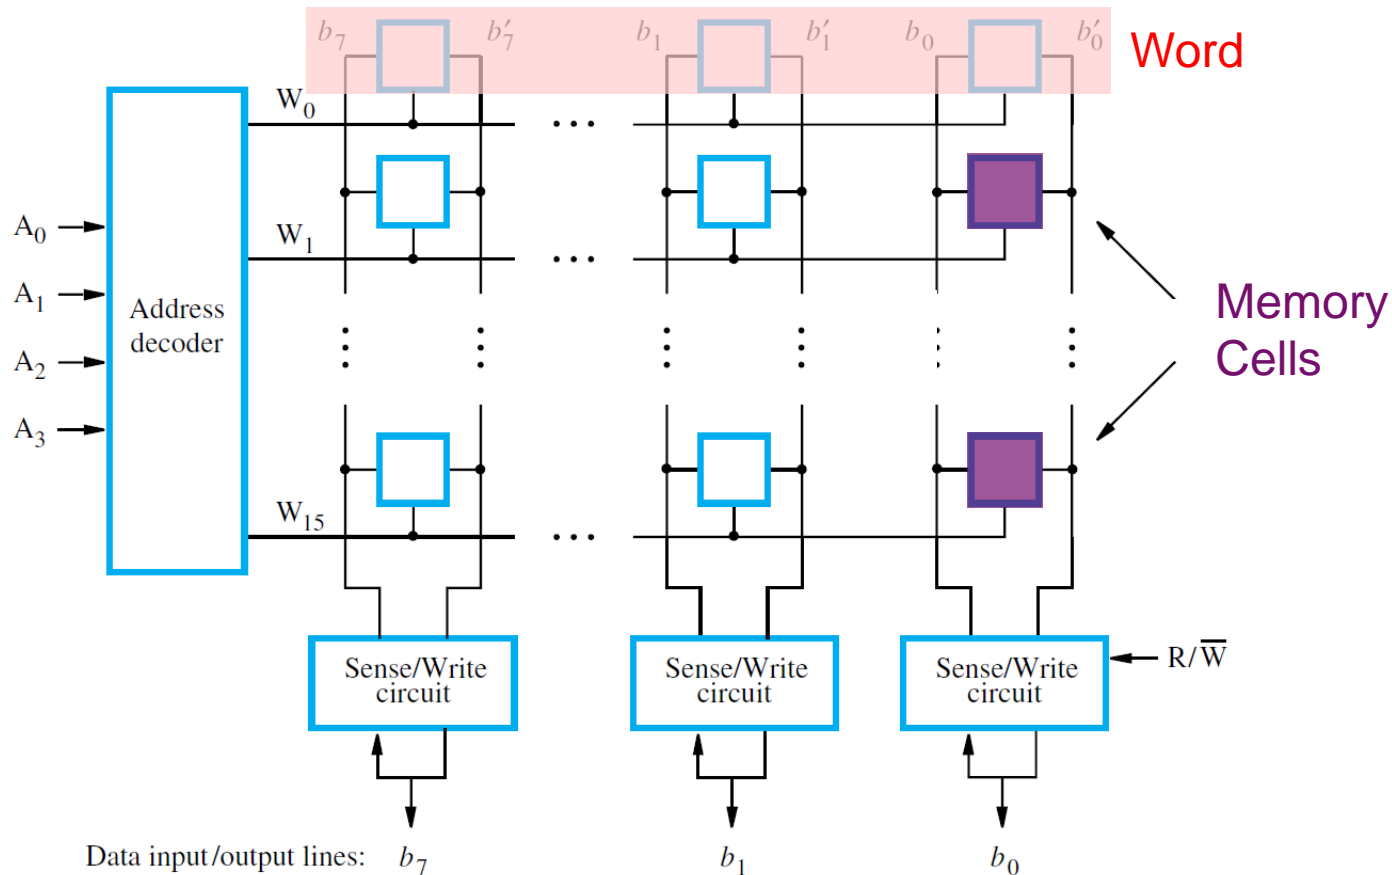 b₇ b′₇ b₁ b′₁ b₀ b′₀ Word
W₀
• • •
A₀
W₁
• • •
A₁
Address
decoder
Memory
Cells
A₂
A₃
W₁₅
• • •
Sense/Write
circuit
Sense/Write
circuit
Sense/Write
circuit
R/W̅
Data input/output lines: b₇ b₁ b₀